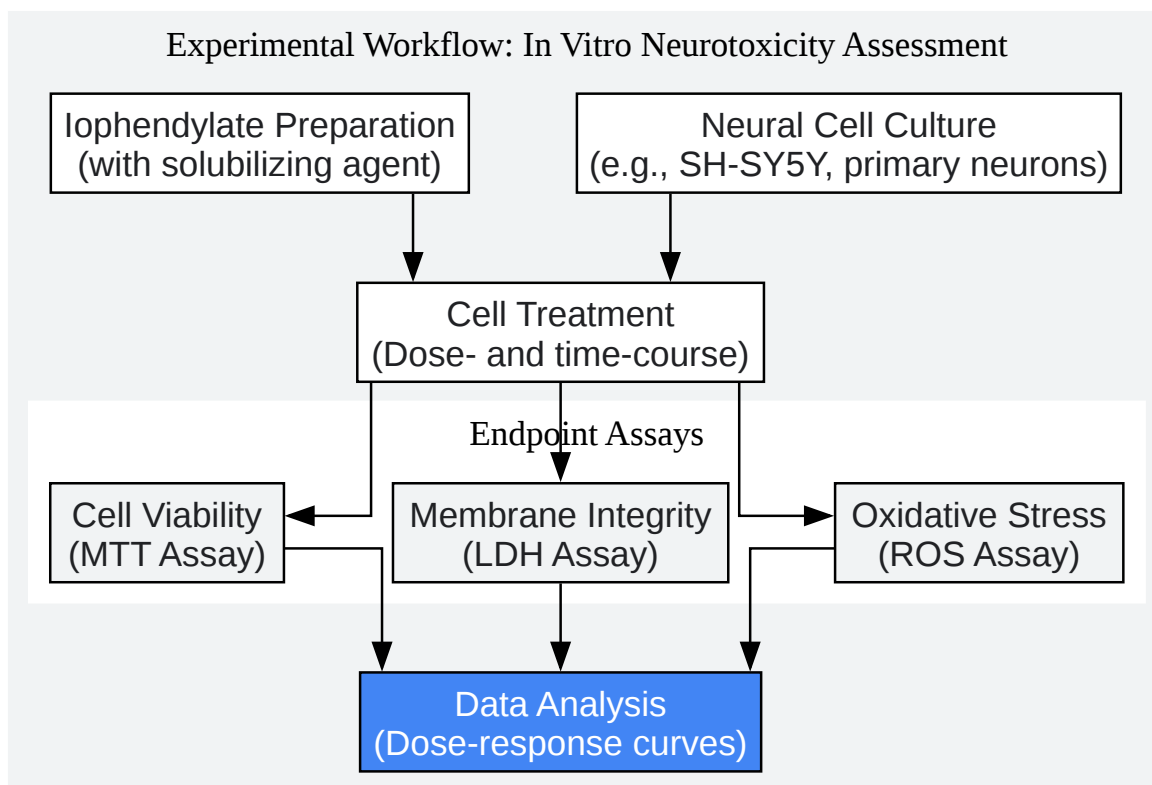 Experimental Workflow: In Vitro Neurotoxicity Assessment
Iophendylate Preparation
(with solubilizing agent)
Neural Cell Culture
(e.g., SH-SY5Y, primary neurons)
Cell Treatment
(Dose- and time-course)
Endpoint Assays
Cell Viability
(MTT Assay)
Membrane Integrity
(LDH Assay)
Oxidative Stress
(ROS Assay)
Data Analysis
(Dose-response curves)